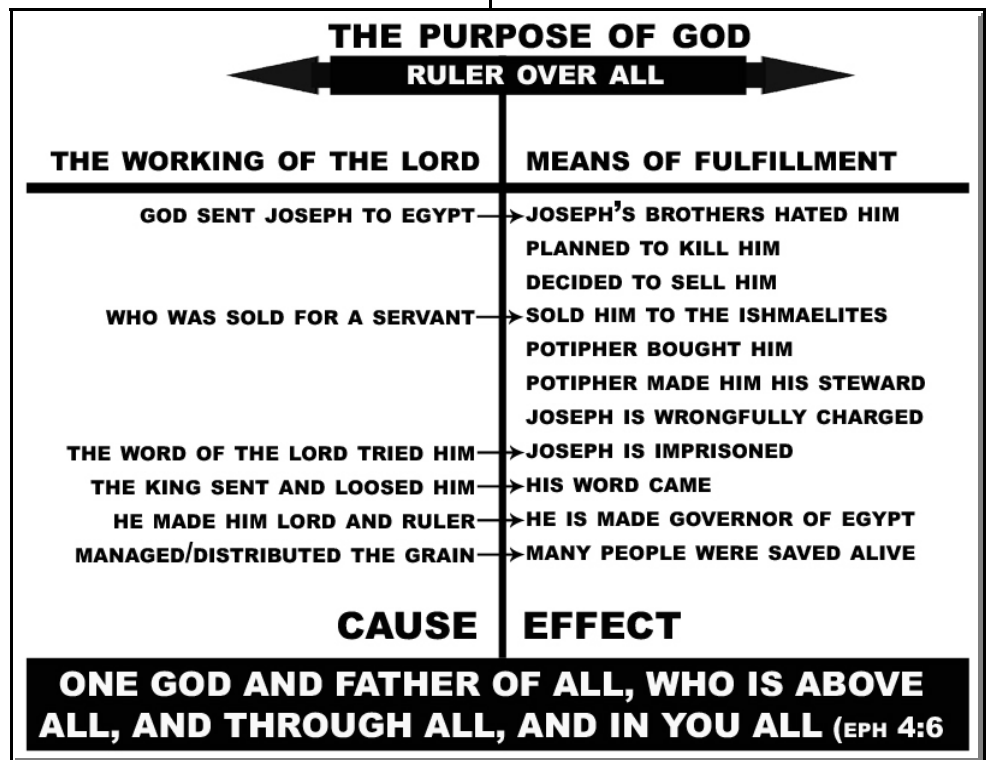 THE PURPOSE OF GOD
RULER OVER ALL
THE WORKING OF THE LORD
MEANS OF FULFILLMENT
GOD SENT JOSEPH TO EGYPT
JOSEPH'S BROTHERS HATED HIM
PLANNED TO KILL HIM
DECIDED TO SELL HIM
WHO WAS SOLD FOR A SERVANT
SOLD HIM TO THE ISHMAELITES
POTIPHER BOUGHT HIM
POTIPHER MADE HIM HIS STEWARD
JOSEPH IS WRONGFULLY CHARGED
THE WORD OF THE LORD TRIED HIM
JOSEPH IS IMPRISONED
THE KING SENT AND LOOSED HIM
HIS WORD CAME
HE MADE HIM LORD AND RULER
HE IS MADE GOVERNOR OF EGYPT
MANAGED/DISTRIBUTED THE GRAIN
MANY PEOPLE WERE SAVED ALIVE
CAUSE
EFFECT
ONE GOD AND FATHER OF ALL, WHO IS ABOVE
ALL, AND THROUGH ALL, AND IN YOU ALL (EPH 4:6